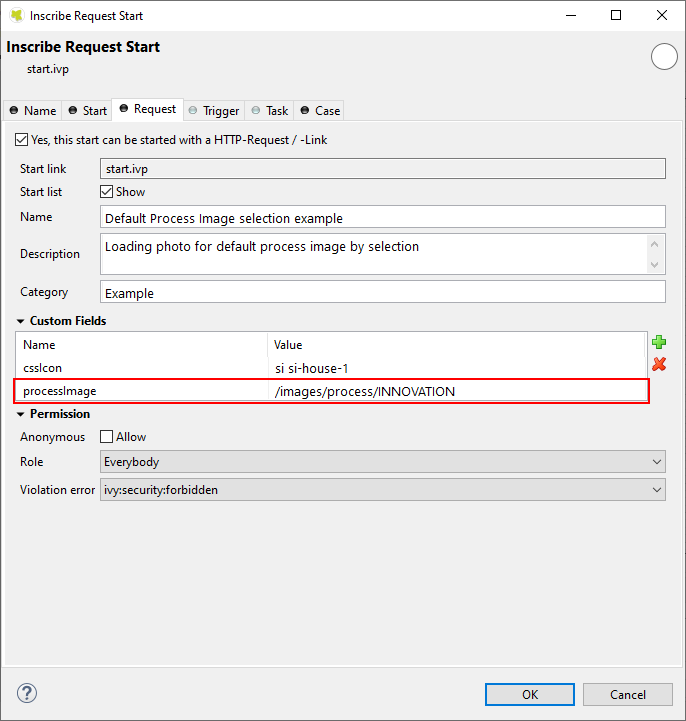 Inscribe Request Start
Inscribe Request Start
start.ivp
Name Start Request Trigger Task Case
Yes, this start can be started with a HTTP-Request / -Link
Start link start.ivp
Start list Show
Name Default Process Image selection example
Description Loading photo for default process image by selection
Category Example
Custom Fields
Name Value
cssIcon si si-house-1
processImage /images/process/INNOVATION
Permission
Anonymous Allow
Role Everybody
Violation error ivy:security:forbidden
? OK Cancel